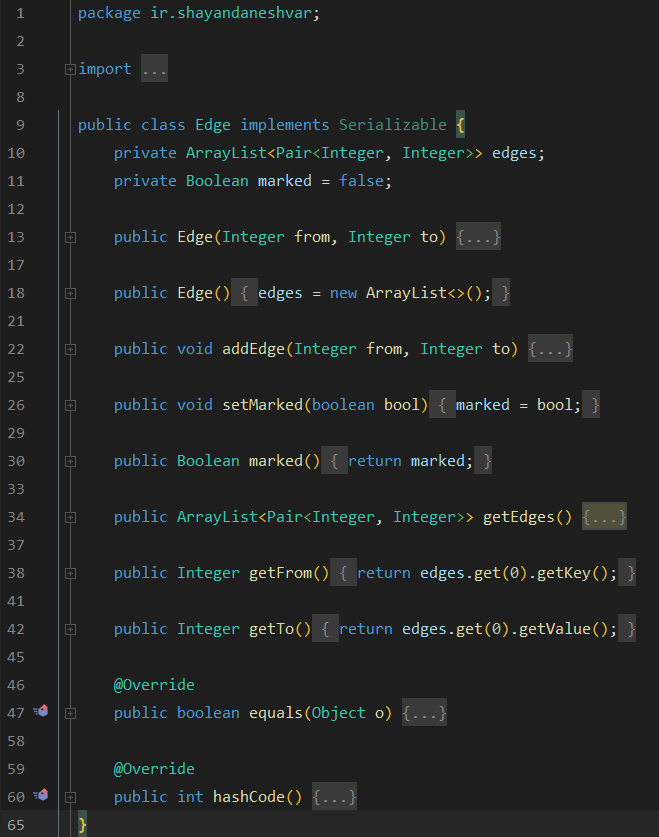 1 package ir.shayandaneshvar;
2
3 import ...
8
9 public class Edge implements Serializable {
10 private ArrayList<Pair<Integer, Integer>> edges;
11 private Boolean marked = false;
12
13 public Edge(Integer from, Integer to) {...}
17
18 public Edge() { edges = new ArrayList<>(); }
21
22 public void addEdge(Integer from, Integer to) {...}
25
26 public void setMarked(boolean bool) { marked = bool; }
29
30 public Boolean marked() { return marked; }
33
34 public ArrayList<Pair<Integer, Integer>> getEdges() {...}
37
38 public Integer getFrom() { return edges.get(0).getKey(); }
41
42 public Integer getTo() { return edges.get(0).getValue(); }
45
46 @Override
47 public boolean equals(Object o) {...}
58
59 @Override
60 public int hashCode() {...}
65 }